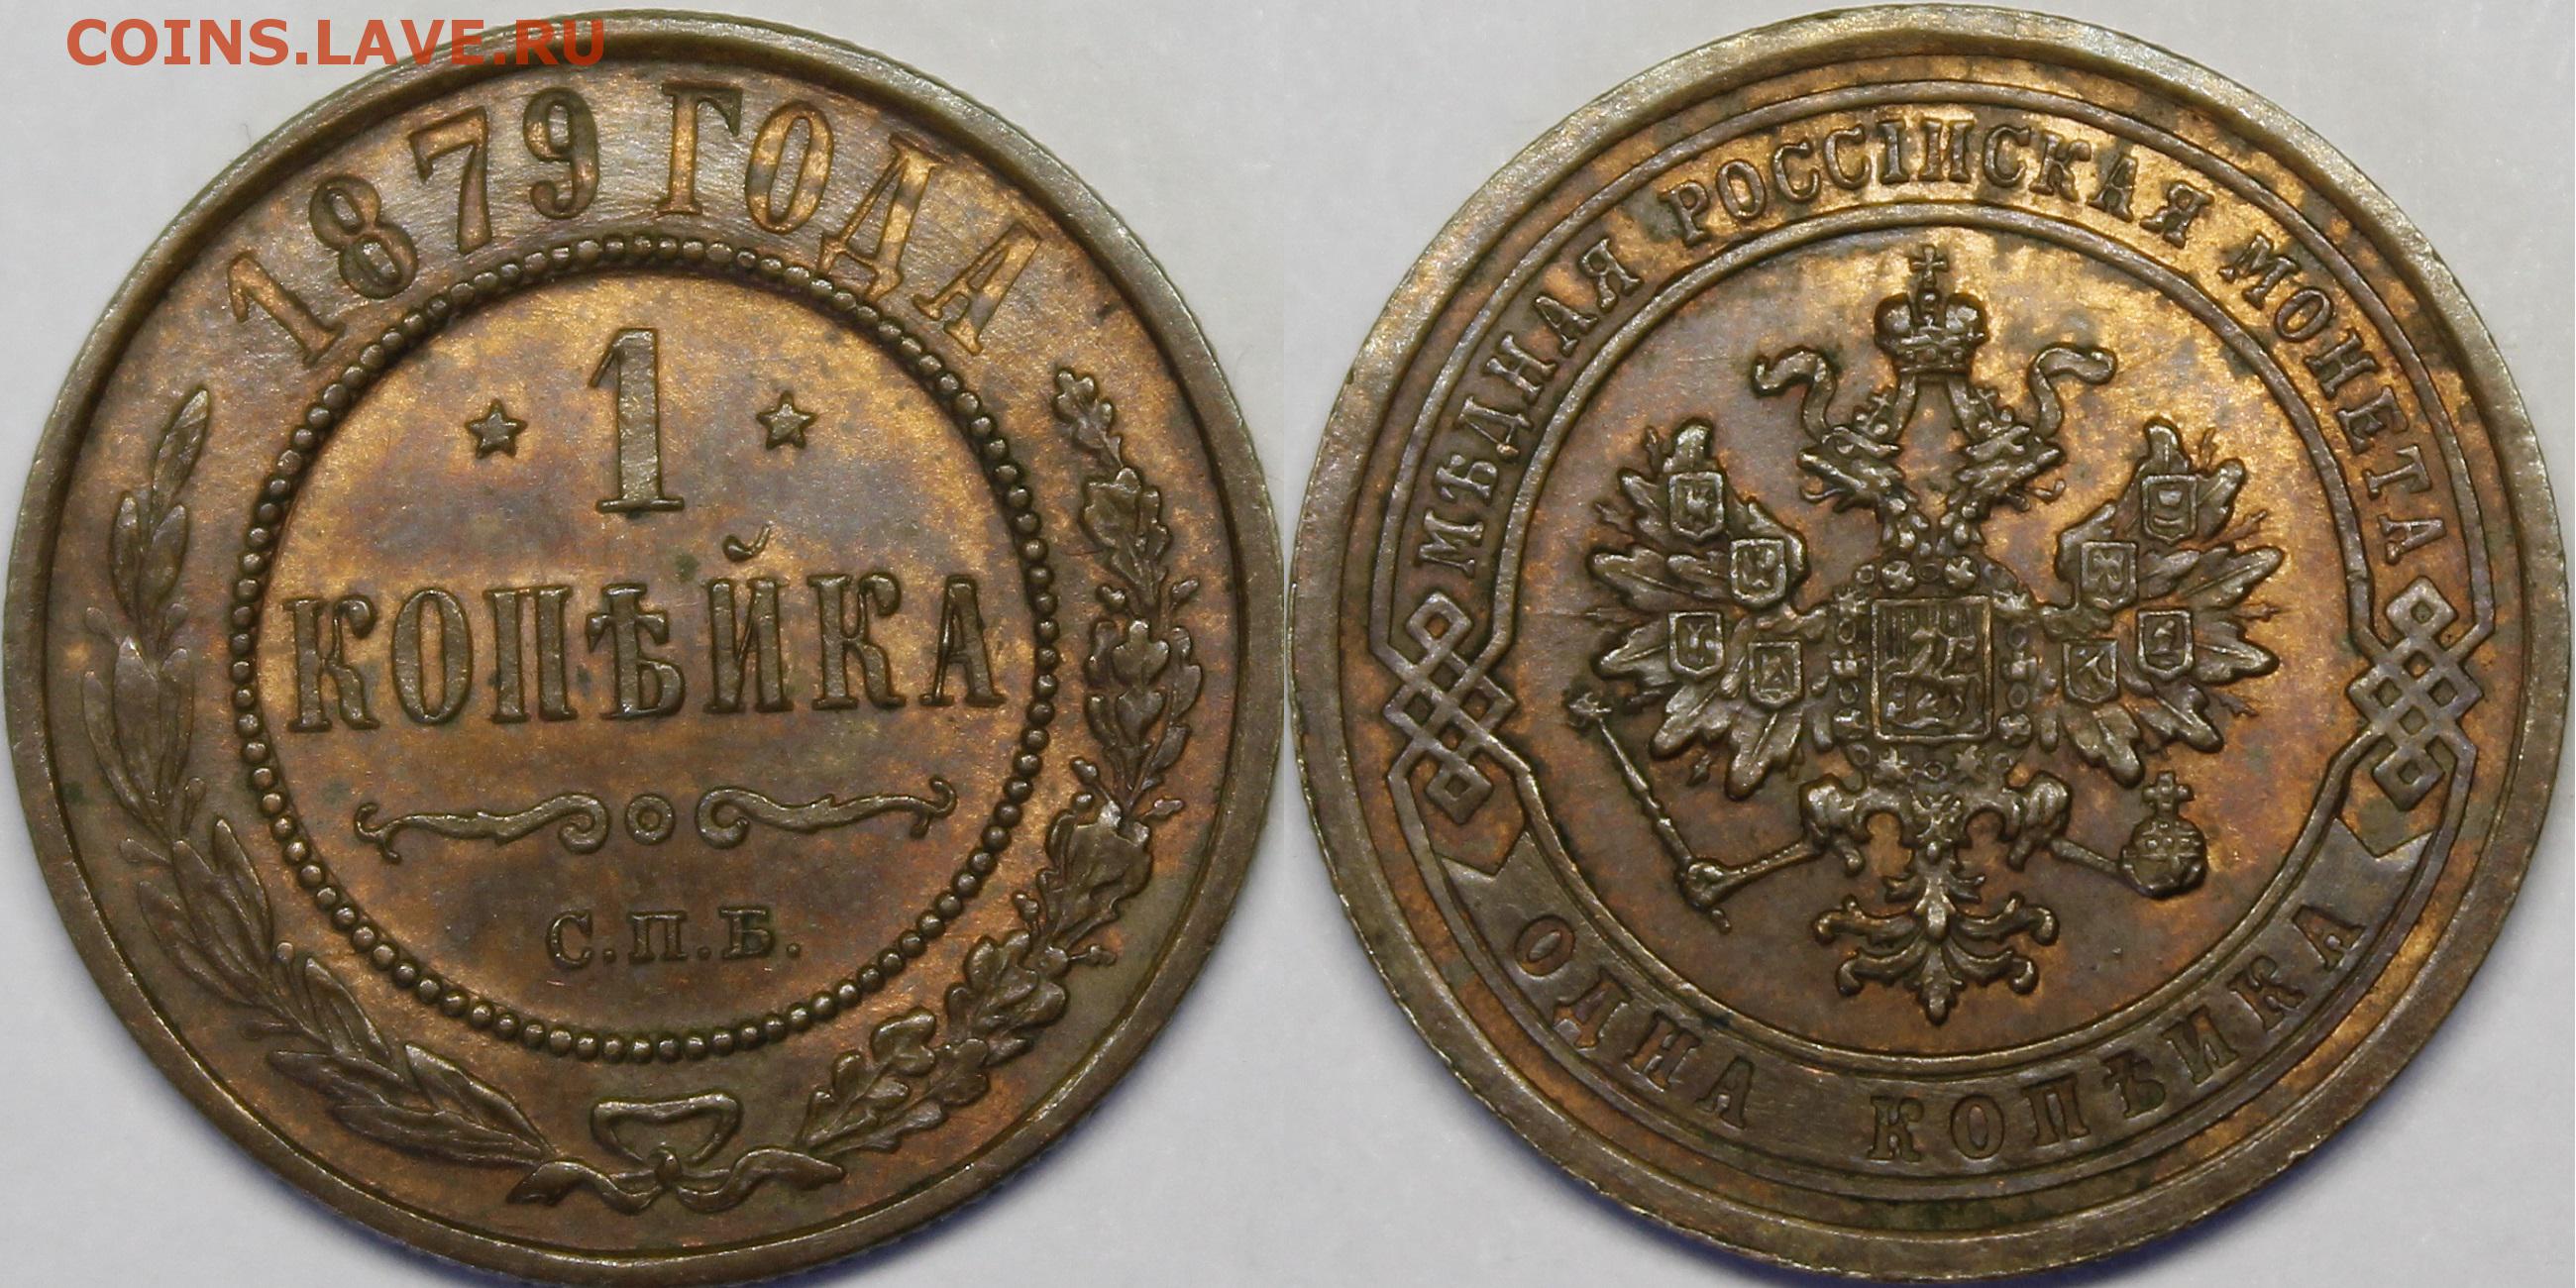 COINS.LAVE.RU
1879 ГОДА
1
КОПѢЙКА
С.П.Б.
МѢДНАЯ РОССІЙСКАЯ МОНЕТА
ОДНА КОПѢЙКА